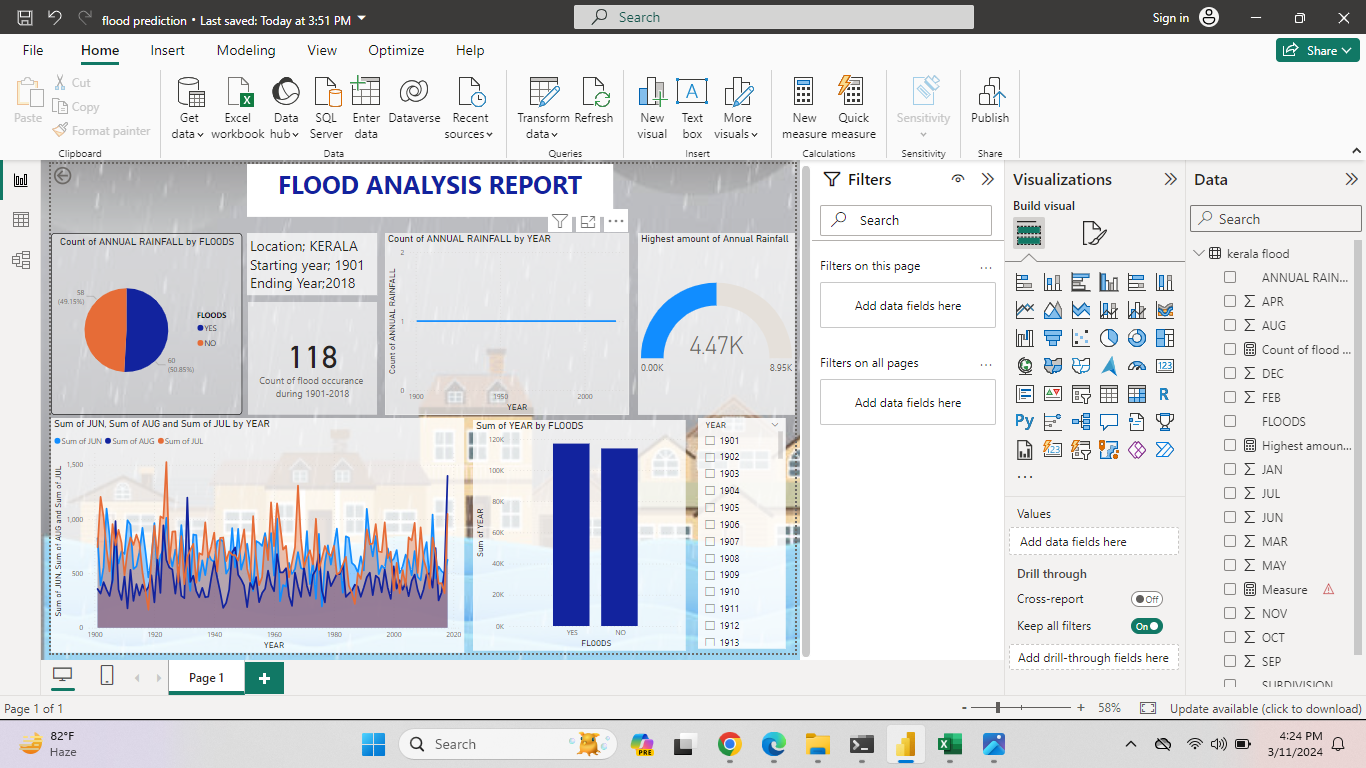 flood prediction • Last saved: Today at 3:51 PM
Search
Sign in
File Home Insert Modeling View Optimize Help
Share
Paste
Cut
Copy
Format painter
Clipboard
Get data
Excel workbook
Data hub
SQL Server
Enter data
Dataverse
Recent sources
Data
Transform data
Refresh
Queries
New visual
Text box
More visuals
Insert
New measure
Quick measure
Calculations
Sensitivity
Sensitivity
Publish
Share
FLOOD ANALYSIS REPORT
Count of ANNUAL RAINFALL by FLOODS
58
(49.15%)
60
(50.85%)
FLOODS
YES
NO
Location; KERALA
Starting year; 1901
Ending Year;2018
118
Count of flood occurance
during 1901-2018
Count of ANNUAL RAINFALL by YEAR
Count of ANNUAL RAINFALL
2
1
0
1900 1950 2000
YEAR
Highest amount of Annual Rainfall
4.47K
0.00K 8.95K
Sum of JUN, Sum of AUG and Sum of JUL by YEAR
Sum of JUN Sum of AUG Sum of JUL
Sum of JUN, Sum of AUG and Sum of JUL
1,500
1,000
500
0
1900 1920 1940 1960 1980 2000 2020
YEAR
Sum of YEAR by FLOODS
Sum of YEAR
120K
100K
80K
60K
40K
20K
0K
YES NO
FLOODS
YEAR
1901
1902
1903
1904
1905
1906
1907
1908
1909
1910
1911
1912
1913
Filters
Search
Filters on this page
Add data fields here
Filters on all pages
Add data fields here
Visualizations
Build visual
123
R
Py
Values
Add data fields here
Drill through
Cross-report
Off
Keep all filters
On
Add drill-through fields here
Data
Search
kerala flood
ANNUAL RAIN...
APR
AUG
Count of flood ...
DEC
FEB
FLOODS
Highest amoun...
JAN
JUL
JUN
MAR
MAY
Measure
NOV
OCT
SEP
SUBDIVISION
Page 1
Page 1 of 1
- + 58%
Update available (click to download)
82°F
Haze
Search
PRE
4:24 PM
3/11/2024